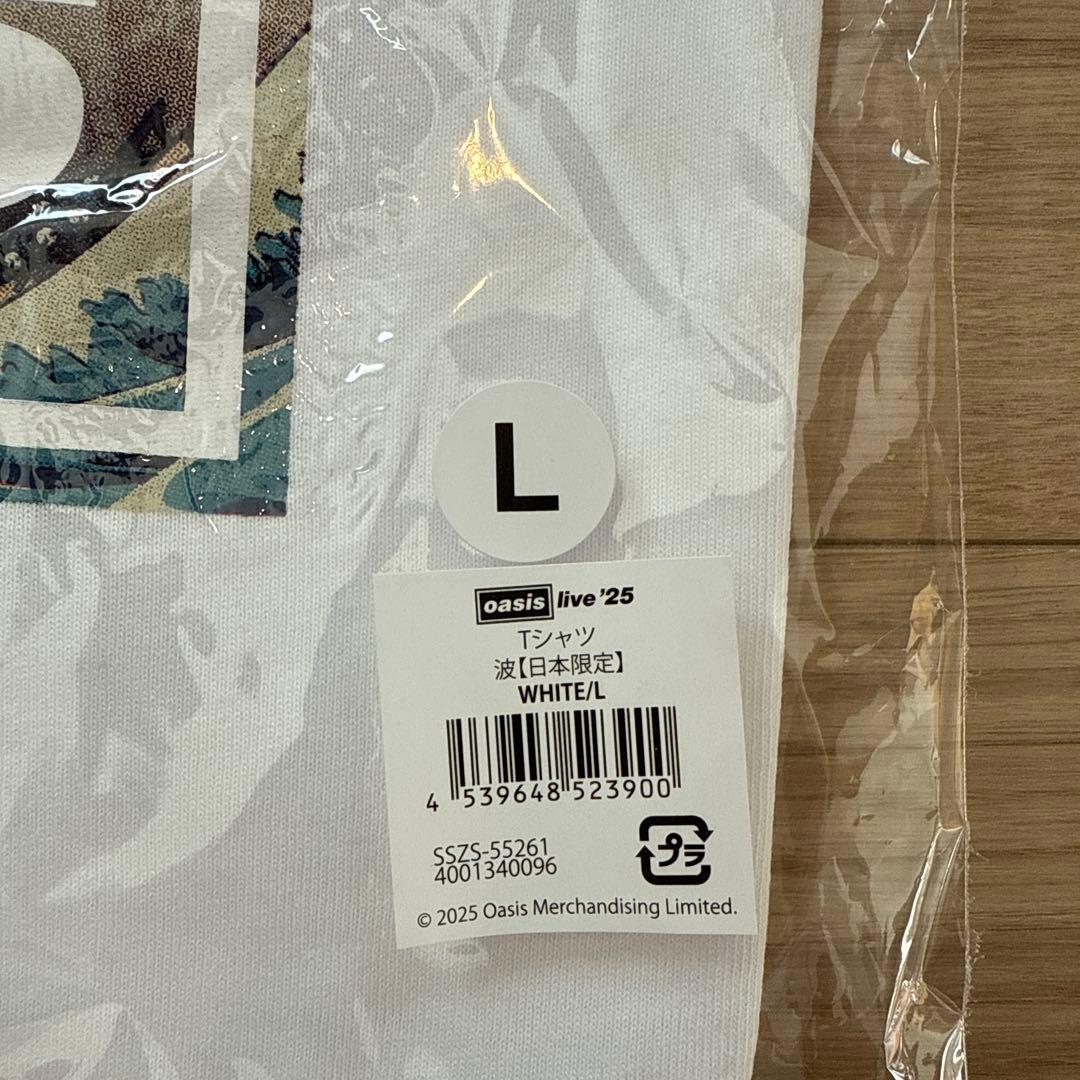 L
oasis live '25
Tシャツ
波【日本限定】
WHITE/L
4 539648 523900
SSZS-55261
4001340096
プラ
© 2025 Oasis Merchandising Limited.